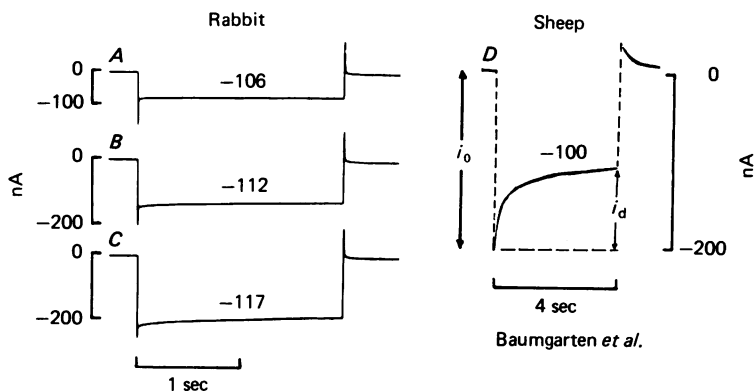 Rabbit
A
0
-100
-106
B
0
-200
-112
C
0
-200
-117
nA
1 sec
Sheep
D
0
-200
nA
-100
i₀
i_d
4 sec
Baumgarten et al.